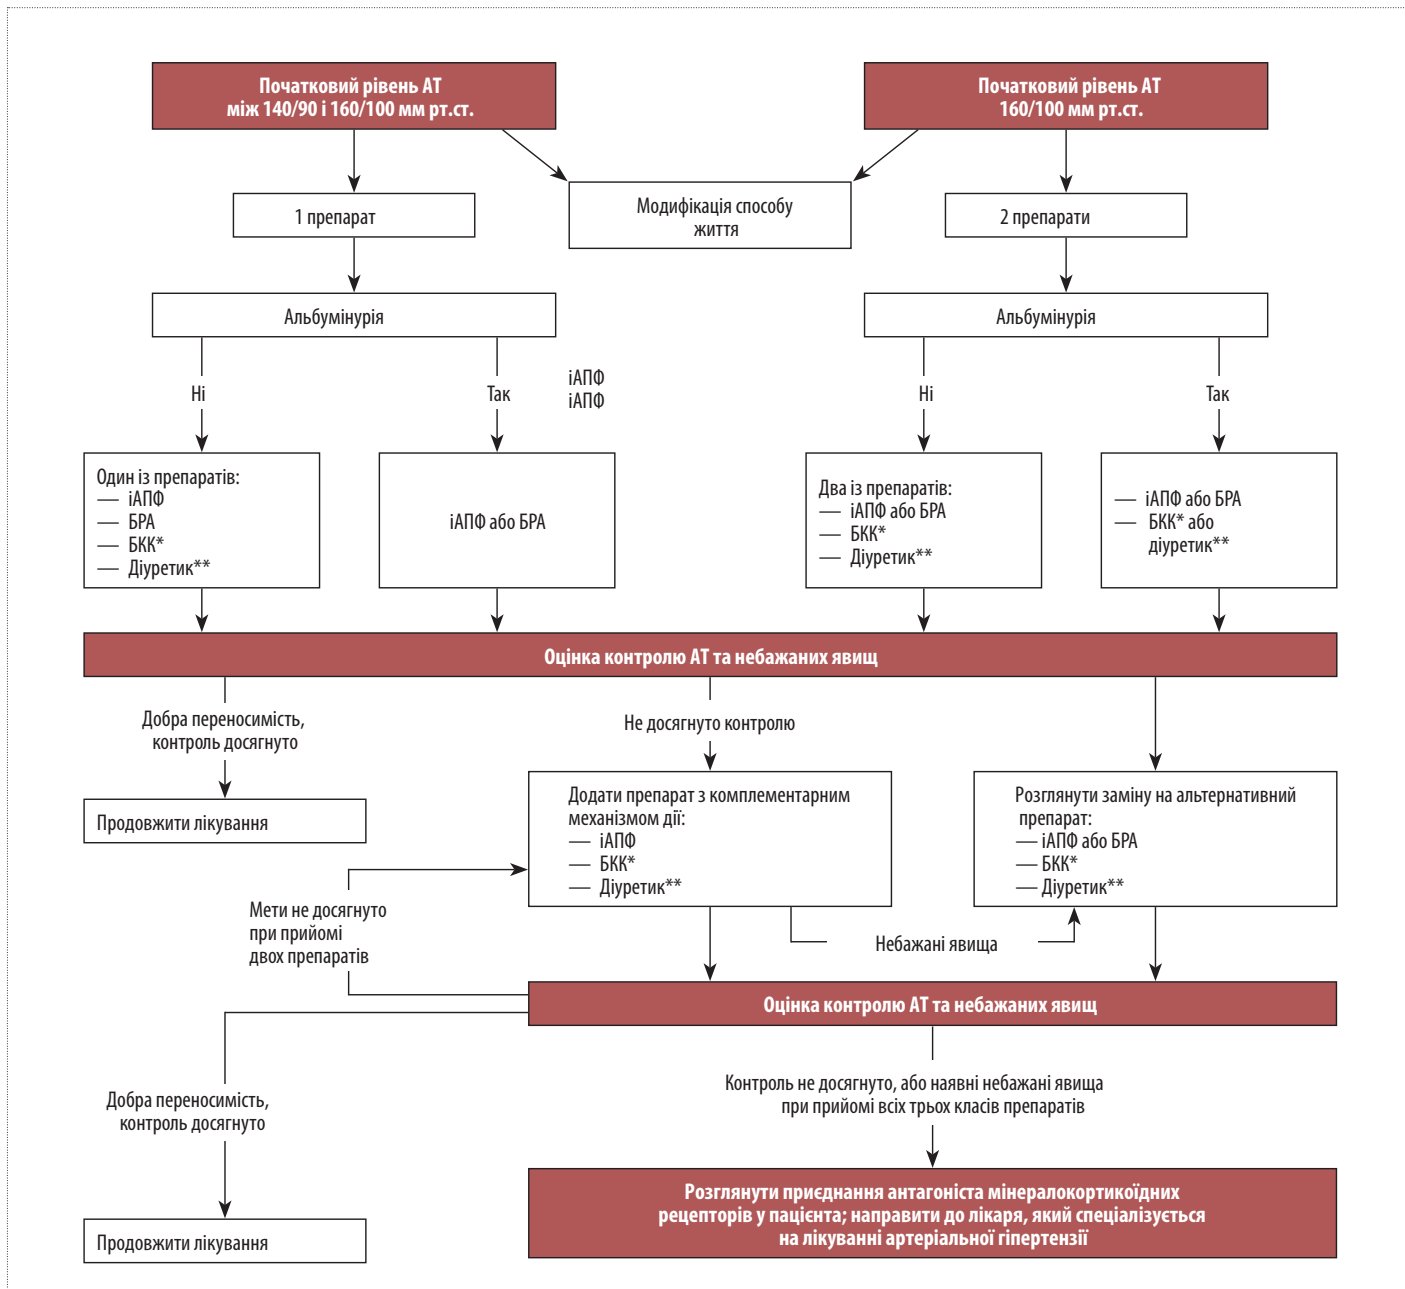 Початковий рівень АТ
між 140/90 і 160/100 мм рт.ст.
Початковий рівень АТ
160/100 мм рт.ст.
1 препарат
Модифікація способу
життя
2 препарати
Альбумінурія
Альбумінурія
Ні
Так
іАПФ
іАПФ
Ні
Так
Один із препаратів:
— іАПФ
— БРА
— БКК*
— Діуретик**
іАПФ або БРА
Два із препаратів:
— іАПФ або БРА
— БКК*
— Діуретик**
— іАПФ або БРА
— БКК* або
діуретик**
Оцінка контролю АТ та небажаних явищ
Добра переносимість,
контроль досягнуто
Не досягнуто контролю
Продовжити лікування
Додати препарат з комплементарним
механізмом дії:
— іАПФ
— БКК*
— Діуретик**
Розглянути заміну на альтернативний
препарат:
— іАПФ або БРА
— БКК*
— Діуретик**
Мети не досягнуто
при прийомі
двох препаратів
Небажані явища
Оцінка контролю АТ та небажаних явищ
Добра переносимість,
контроль досягнуто
Контроль не досягнуто, або наявні небажані явища
при прийомі всіх трьох класів препаратів
Продовжити лікування
Розглянути приєднання антагоніста мінералокортикоїдних
рецепторів у пацієнта; направити до лікаря, який спеціалізується
на лікуванні артеріальної гіпертензії